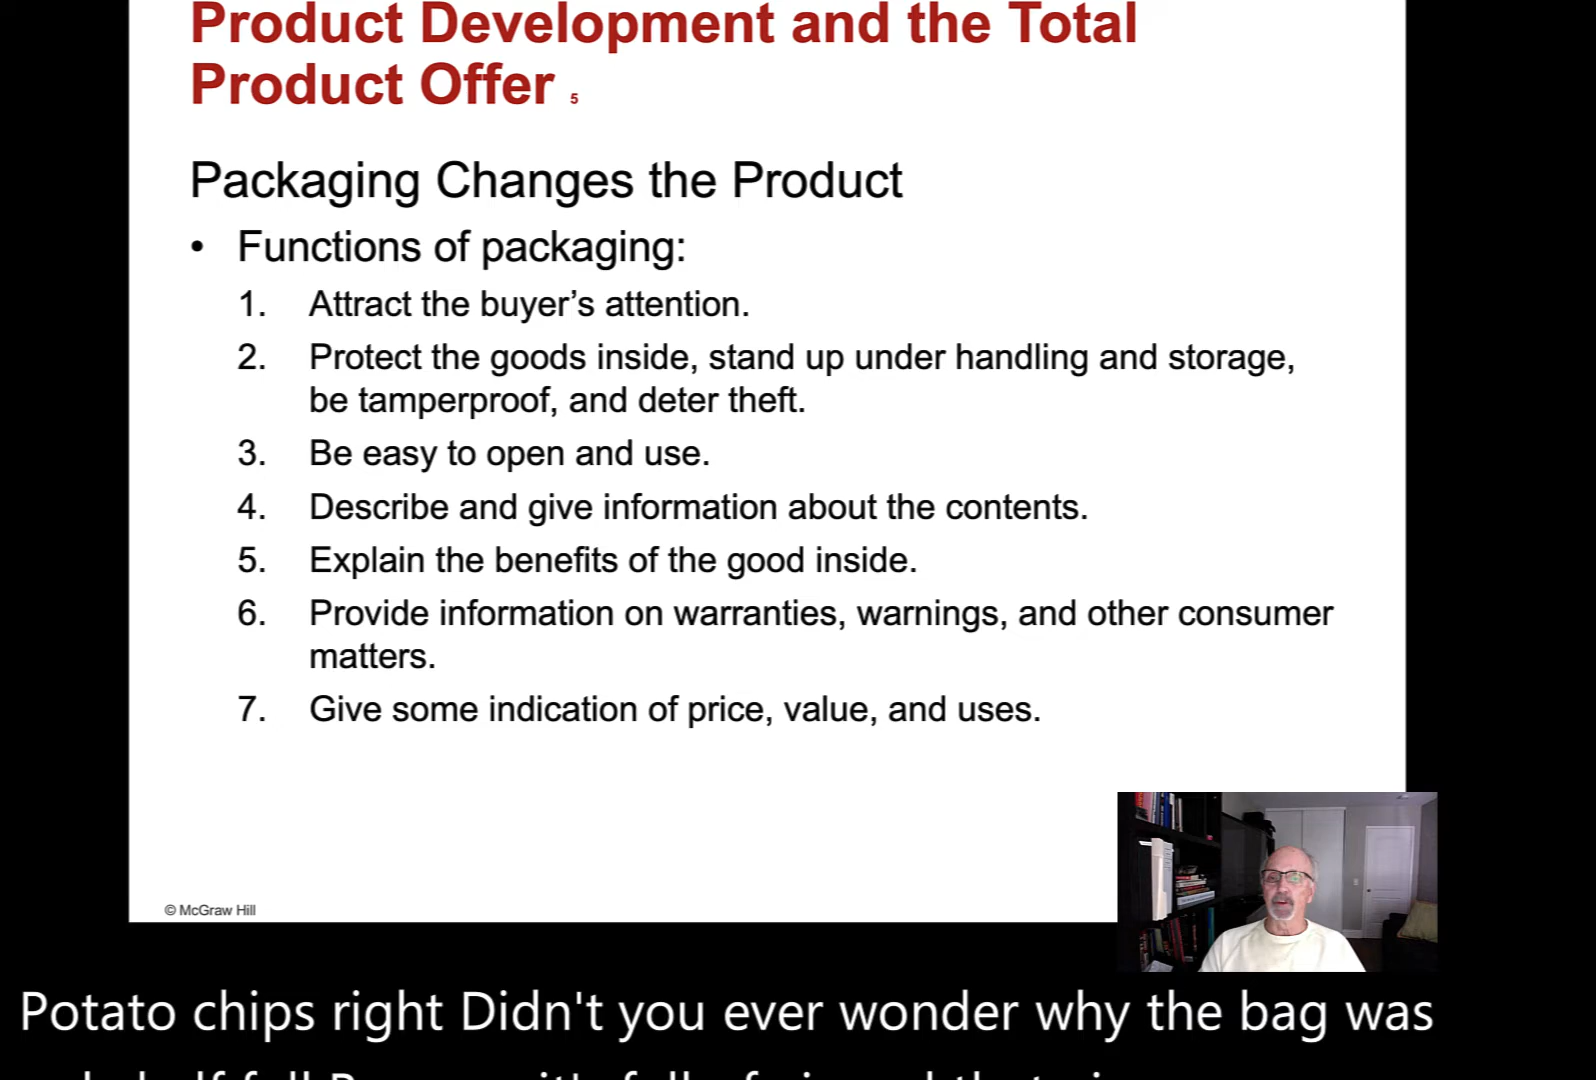 Product Development and the Total
Product Offer 5
Packaging Changes the Product
• Functions of packaging:
1. Attract the buyer’s attention.
2. Protect the goods inside, stand up under handling and storage,
be tamperproof, and deter theft.
3. Be easy to open and use.
4. Describe and give information about the contents.
5. Explain the benefits of the good inside.
6. Provide information on warranties, warnings, and other consumer
matters.
7. Give some indication of price, value, and uses.
© McGraw Hill
Potato chips right Didn't you ever wonder why the bag was